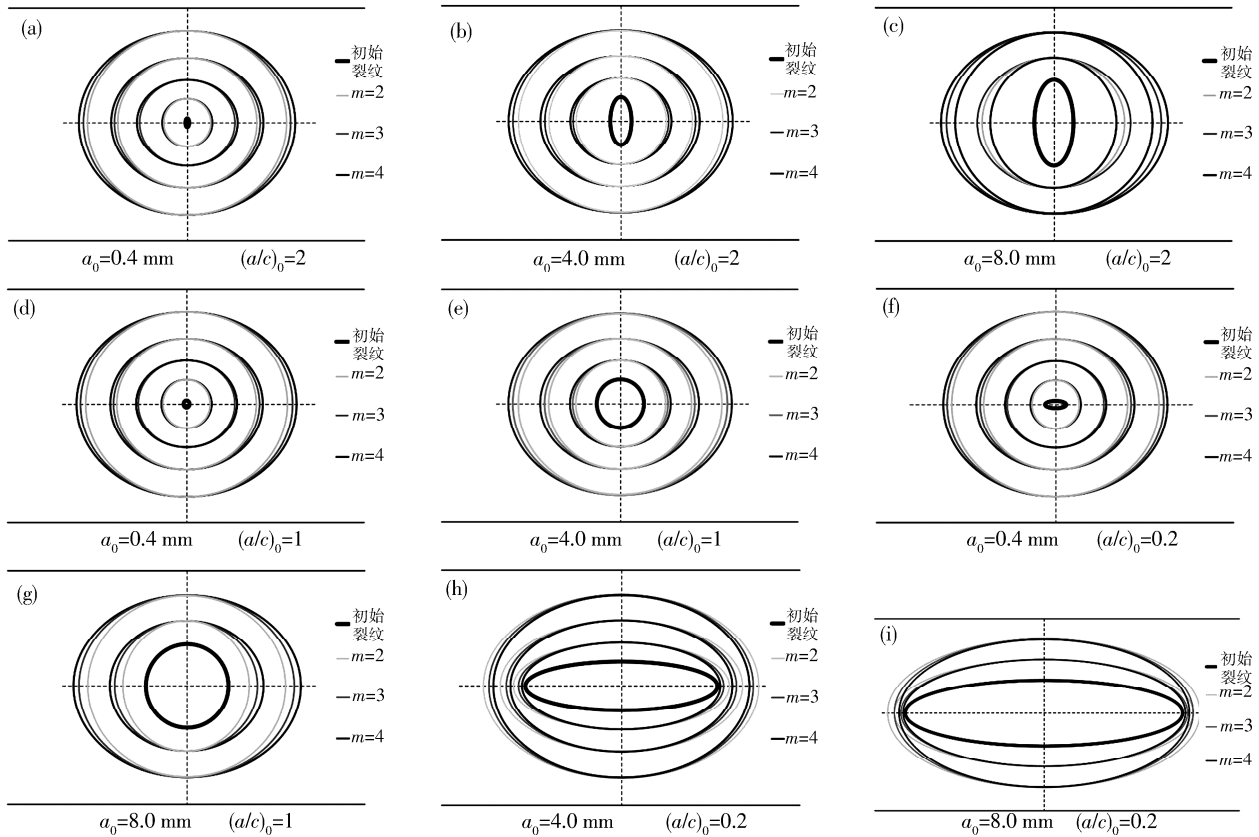 (a)
初始
裂纹
m=2
m=3
m=4
a₀=0.4 mm (a/c)₀=2
(b)
初始
裂纹
m=2
m=3
m=4
a₀=4.0 mm (a/c)₀=2
(c)
初始
裂纹
m=2
m=3
m=4
a₀=8.0 mm (a/c)₀=2
(d)
初始
裂纹
m=2
m=3
m=4
a₀=0.4 mm (a/c)₀=1
(e)
初始
裂纹
m=2
m=3
m=4
a₀=4.0 mm (a/c)₀=1
(f)
初始
裂纹
m=2
m=3
m=4
a₀=0.4 mm (a/c)₀=0.2
(g)
初始
裂纹
m=2
m=3
m=4
a₀=8.0 mm (a/c)₀=1
(h)
初始
裂纹
m=2
m=3
m=4
a₀=4.0 mm (a/c)₀=0.2
(i)
初始
裂纹
m=2
m=3
m=4
a₀=8.0 mm (a/c)₀=0.2